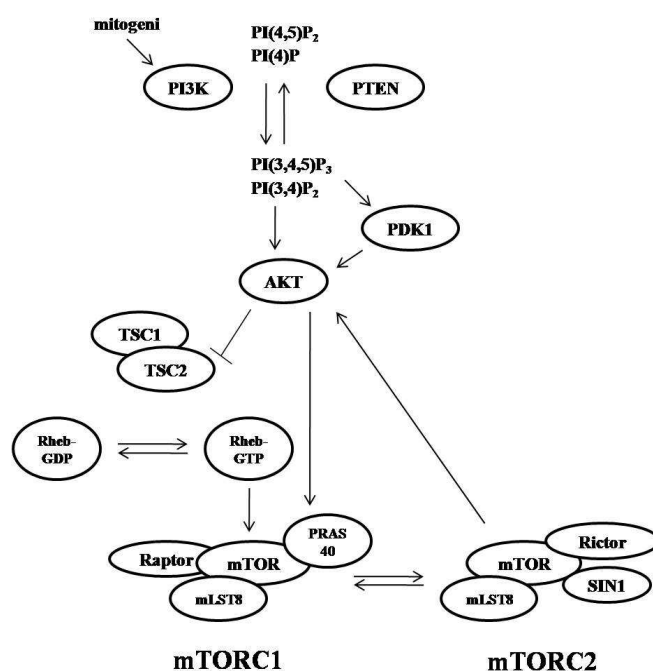 mitogeni
PI(4,5)P₂
PI(4)P
PI3K
PTEN
PI(3,4,5)P₃
PI(3,4)P₂
PDK1
AKT
TSC1
TSC2
Rheb-
GDP
Rheb-
GTP
PRAS
40
Raptor
mTOR
mLST8
Rictor
mTOR
SIN1
mLST8
mTORC1
mTORC2